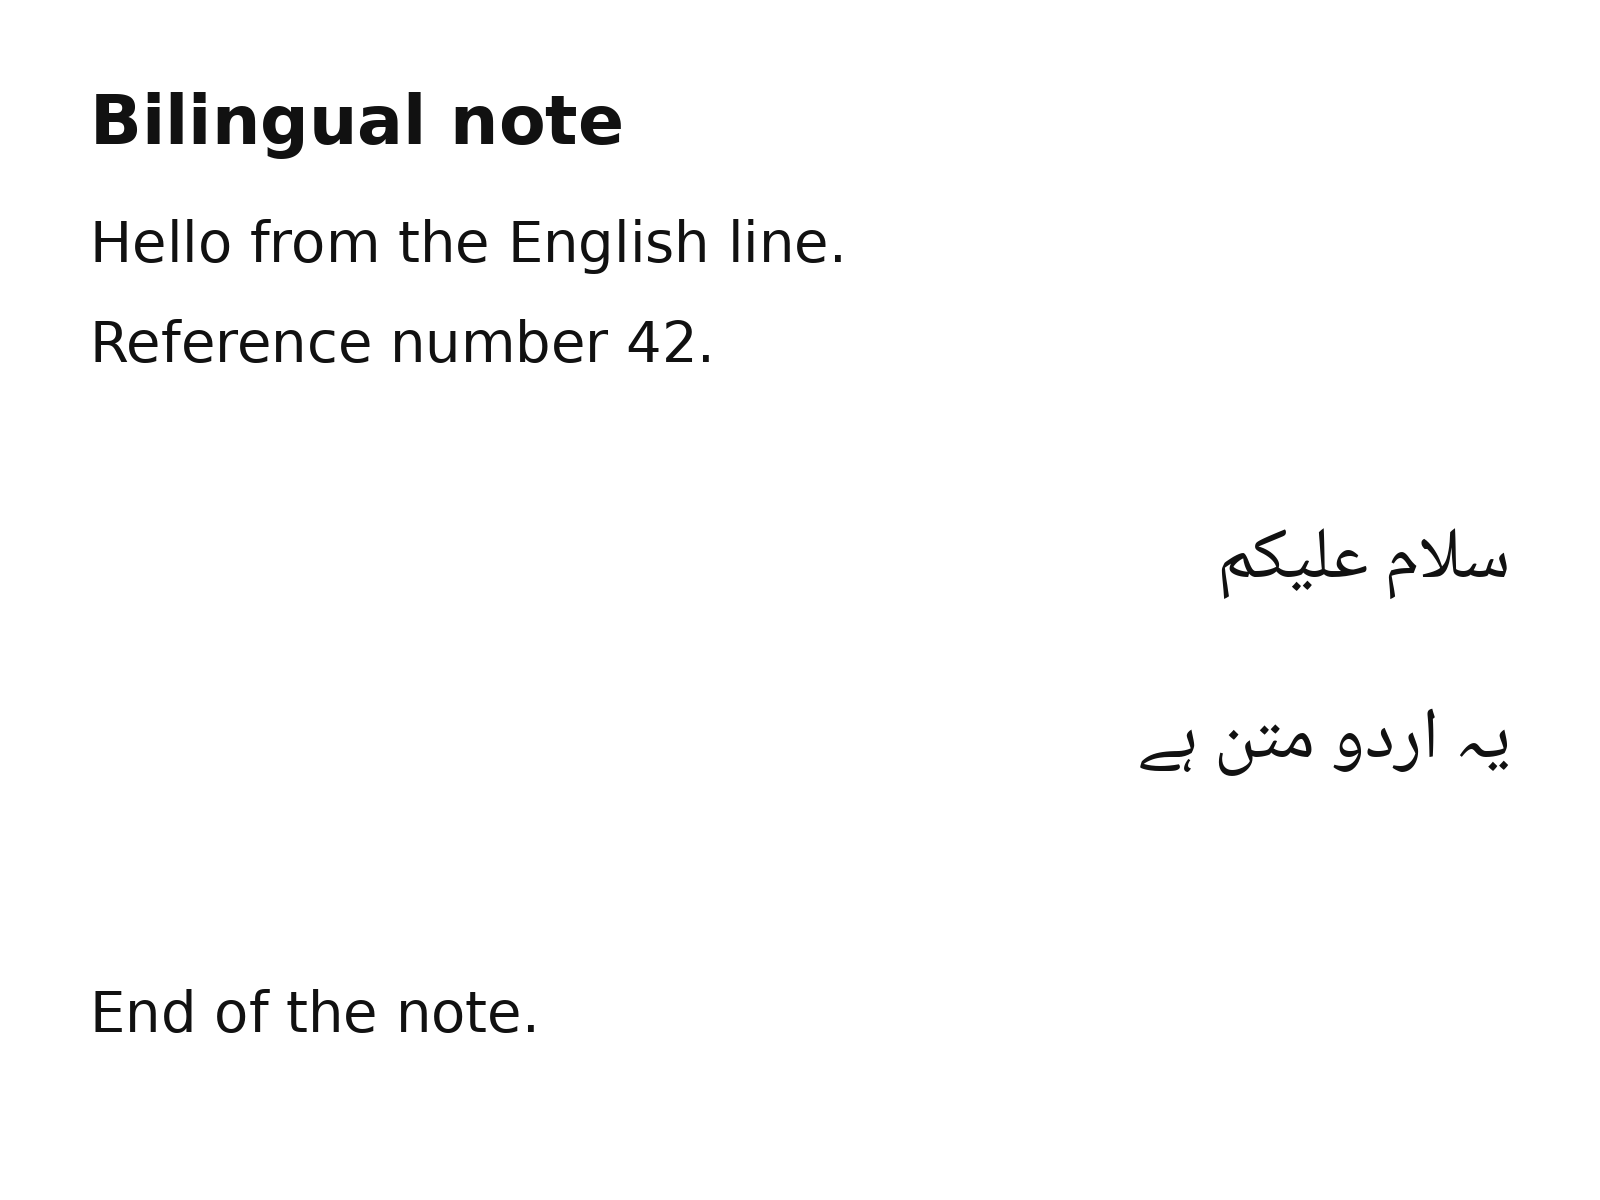 Bilingual note
Hello from the English line.
Reference number 42.
سلام علیکم
یہ اردو متن ہے
End of the note.